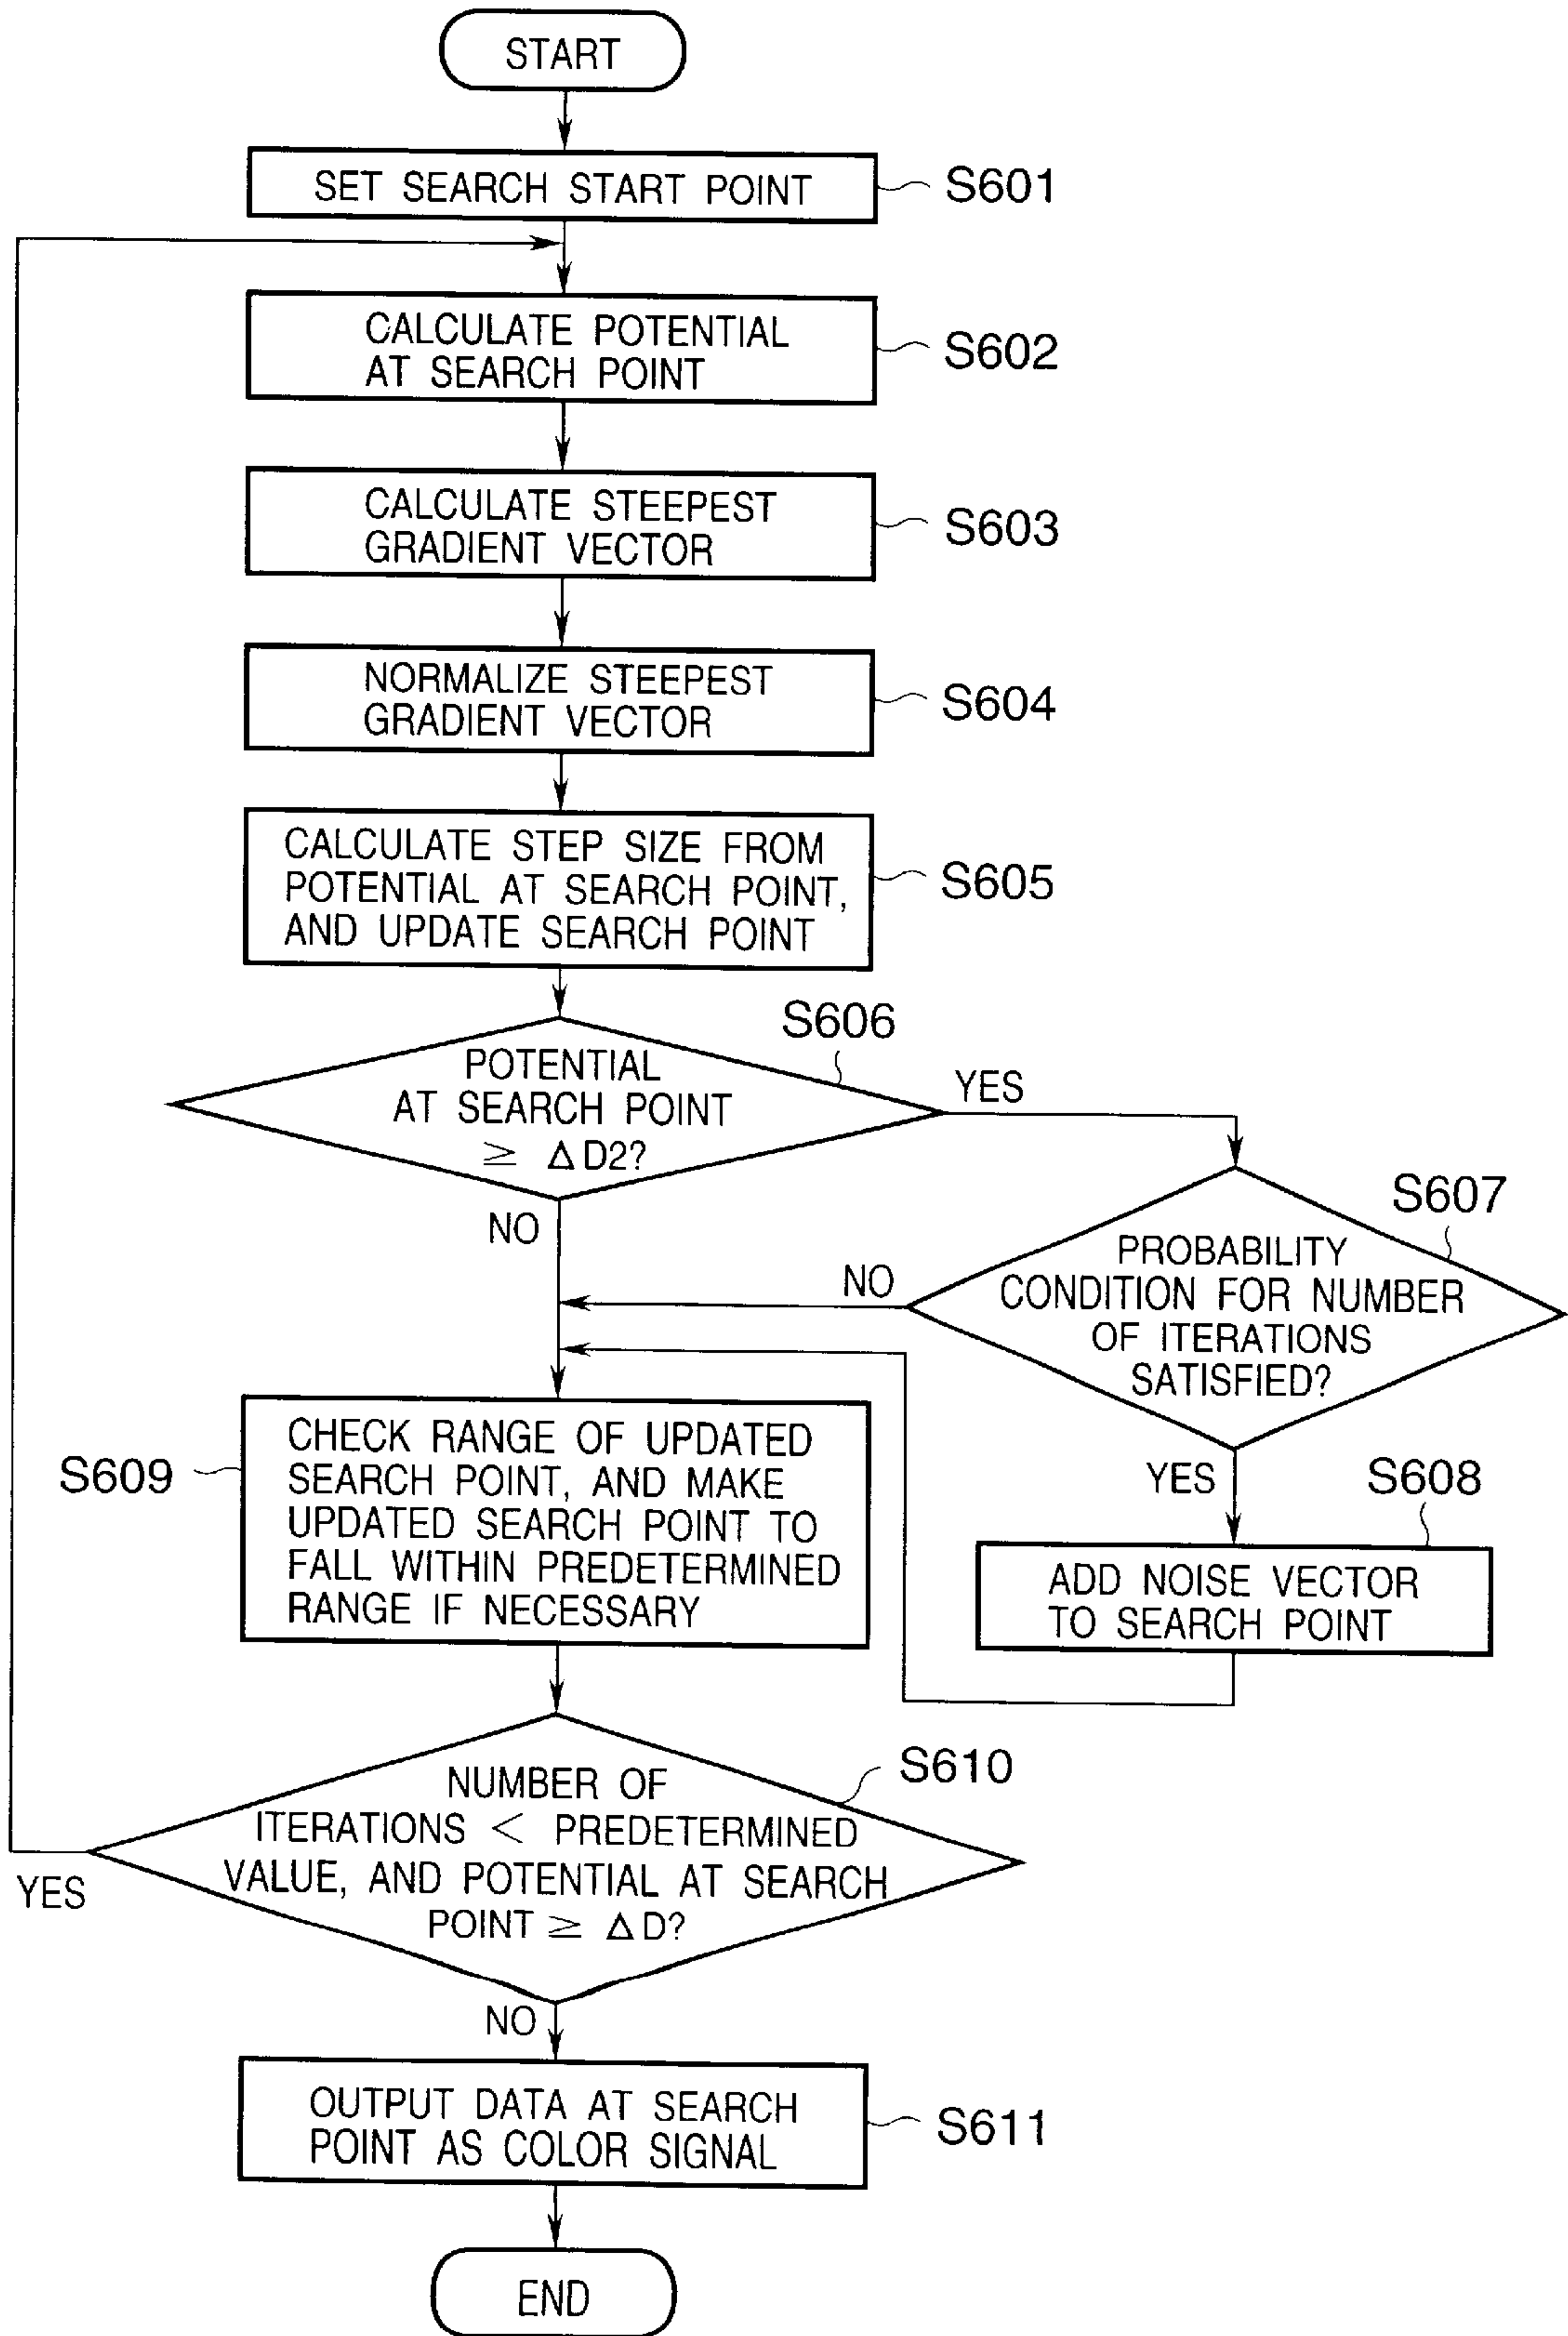 START
SET SEARCH START POINT
S601
CALCULATE POTENTIAL
AT SEARCH POINT
S602
CALCULATE STEEPEST
GRADIENT VECTOR
S603
NORMALIZE STEEPEST
GRADIENT VECTOR
S604
CALCULATE STEP SIZE FROM
POTENTIAL AT SEARCH POINT,
AND UPDATE SEARCH POINT
S605
S606
POTENTIAL
AT SEARCH POINT
≥ ΔD2?
YES
NO
S607
PROBABILITY
CONDITION FOR NUMBER
OF ITERATIONS
SATISFIED?
NO
YES
S608
ADD NOISE VECTOR
TO SEARCH POINT
S609
CHECK RANGE OF UPDATED
SEARCH POINT, AND MAKE
UPDATED SEARCH POINT TO
FALL WITHIN PREDETERMINED
RANGE IF NECESSARY
S610
NUMBER OF
ITERATIONS < PREDETERMINED
VALUE, AND POTENTIAL AT SEARCH
POINT ≥ ΔD?
YES
NO
OUTPUT DATA AT SEARCH
POINT AS COLOR SIGNAL
S611
END